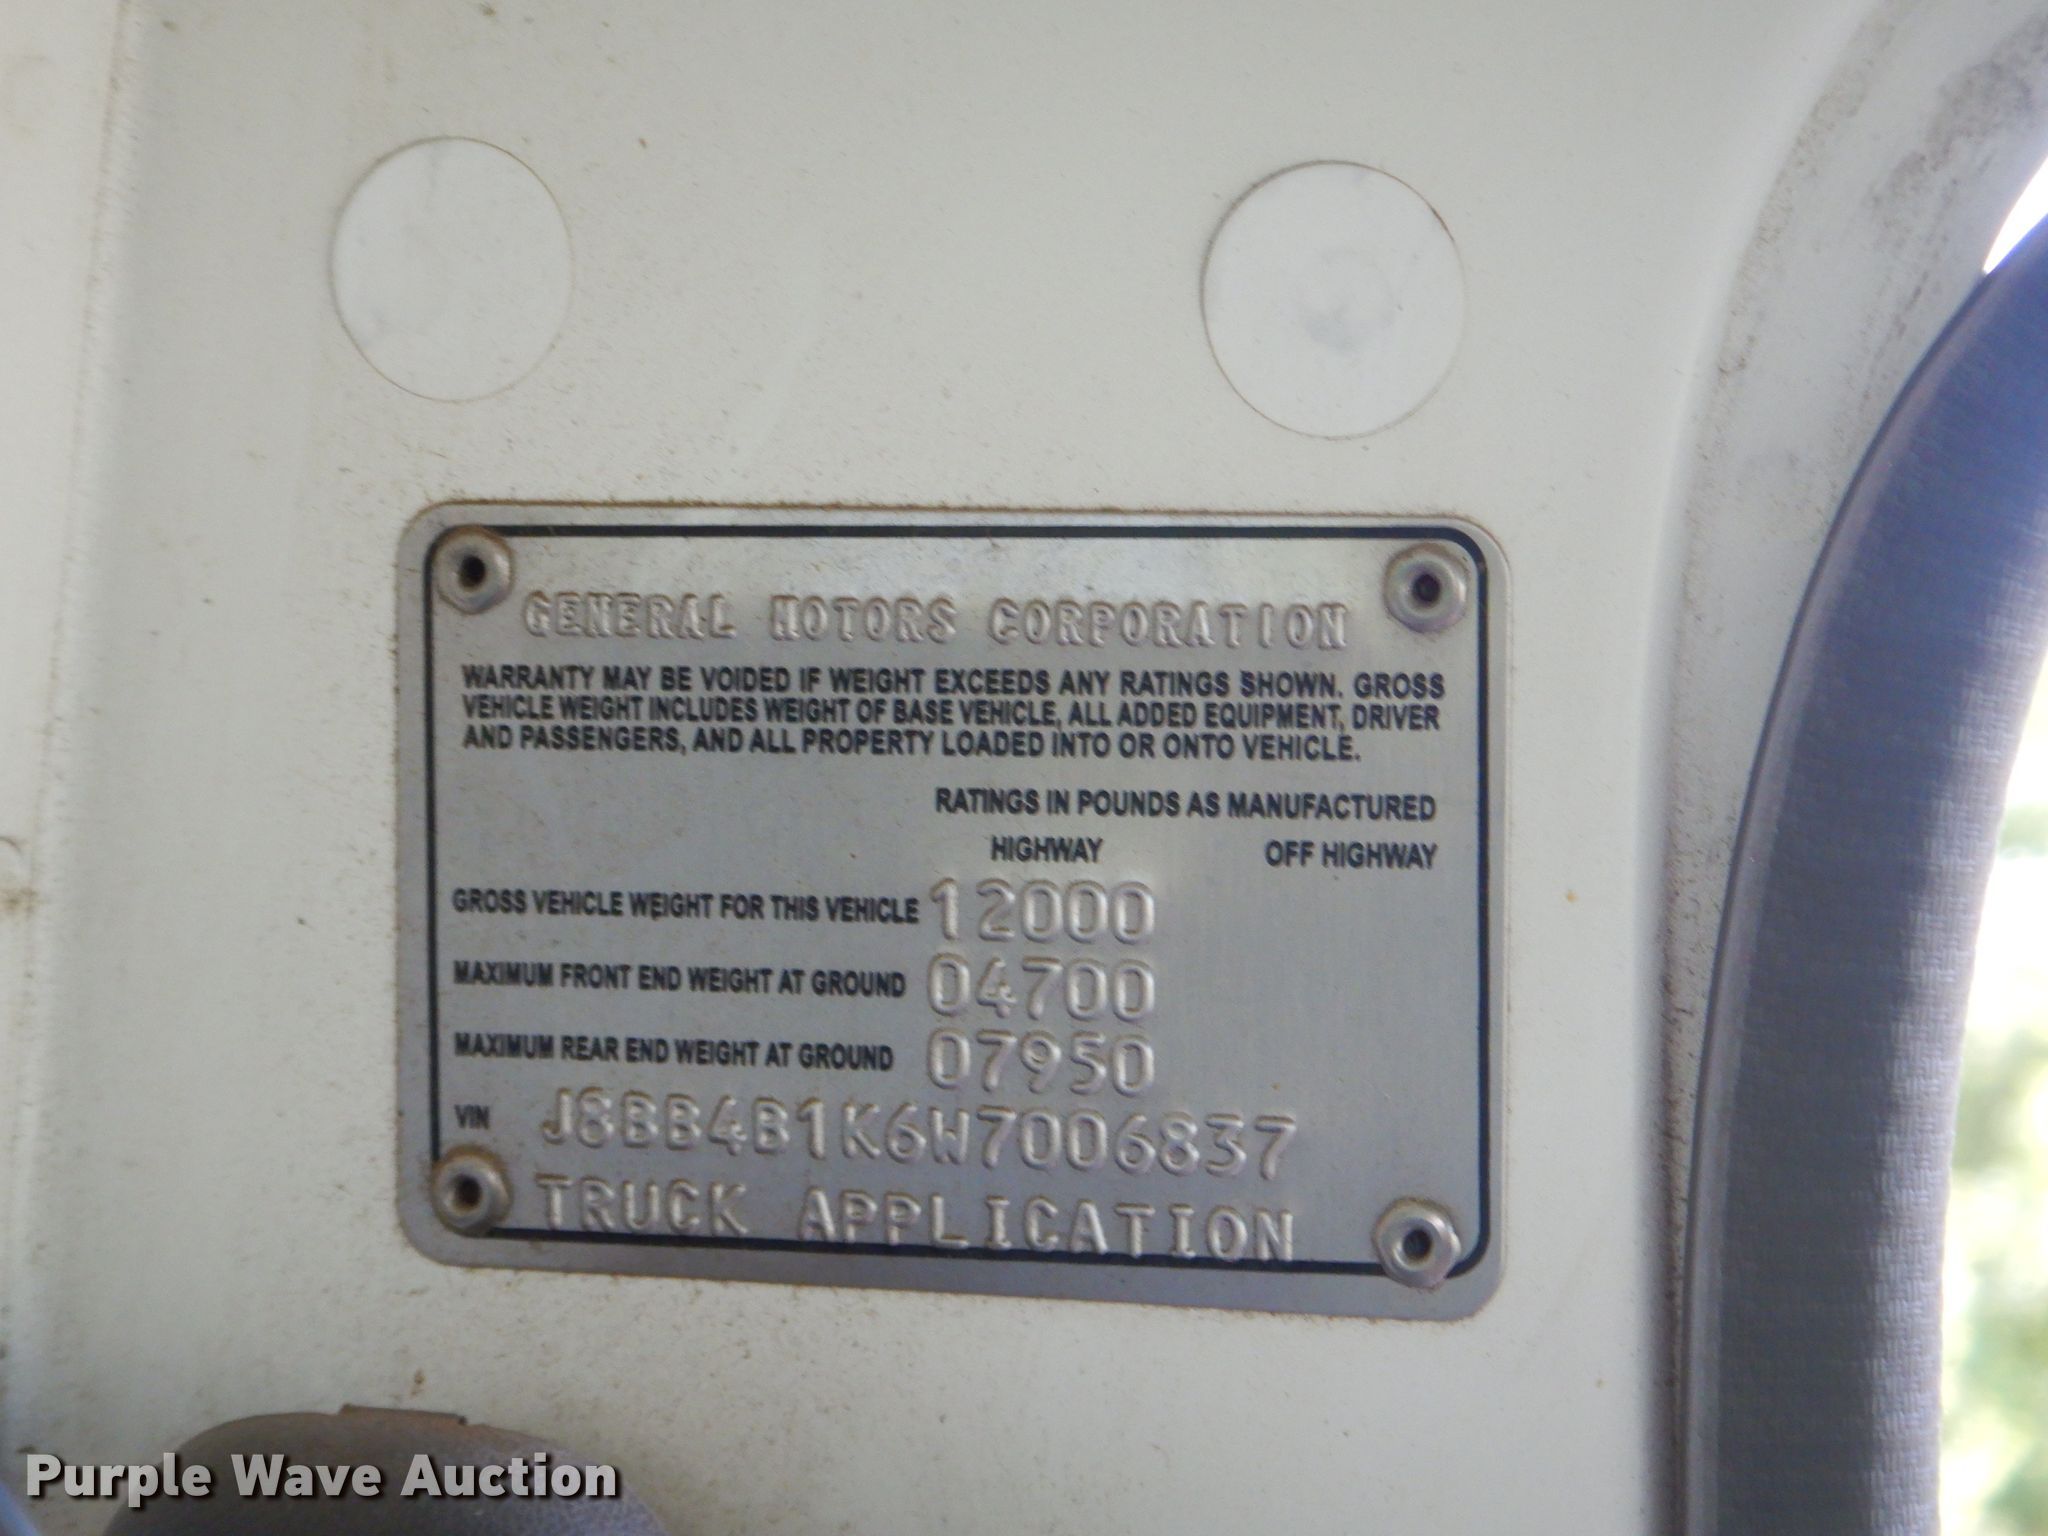 GENERAL MOTORS CORPORATION
WARRANTY MAY BE VOIDED IF WEIGHT EXCEEDS ANY RATINGS SHOWN. GROSS
VEHICLE WEIGHT INCLUDES WEIGHT OF BASE VEHICLE, ALL ADDED EQUIPMENT, DRIVER
AND PASSENGERS, AND ALL PROPERTY LOADED INTO OR ONTO VEHICLE.
RATINGS IN POUNDS AS MANUFACTURED
HIGHWAY OFF HIGHWAY
GROSS VEHICLE WEIGHT FOR THIS VEHICLE 12000
MAXIMUM FRONT END WEIGHT AT GROUND 04700
MAXIMUM REAR END WEIGHT AT GROUND 07950
VIN J8BB4B1K6W7006837
TRUCK APPLICATION
Purple Wave Auction